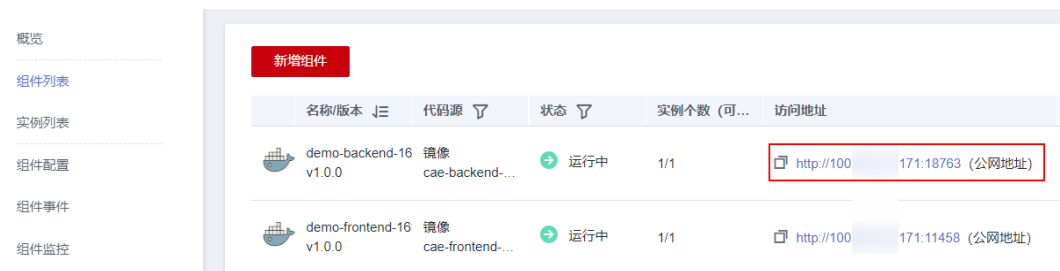 概览
组件列表
实例列表
组件配置
组件事件
组件监控
新增组件
名称/版本 代码源 状态 实例个数 (可... 访问地址
demo-backend-16 镜像 运行中 1/1 http://100 171:18763 (公网地址)
v1.0.0 cae-backend-...
demo-frontend-16 镜像 运行中 1/1 http://100 171:11458 (公网地址)
v1.0.0 cae-frontend-...